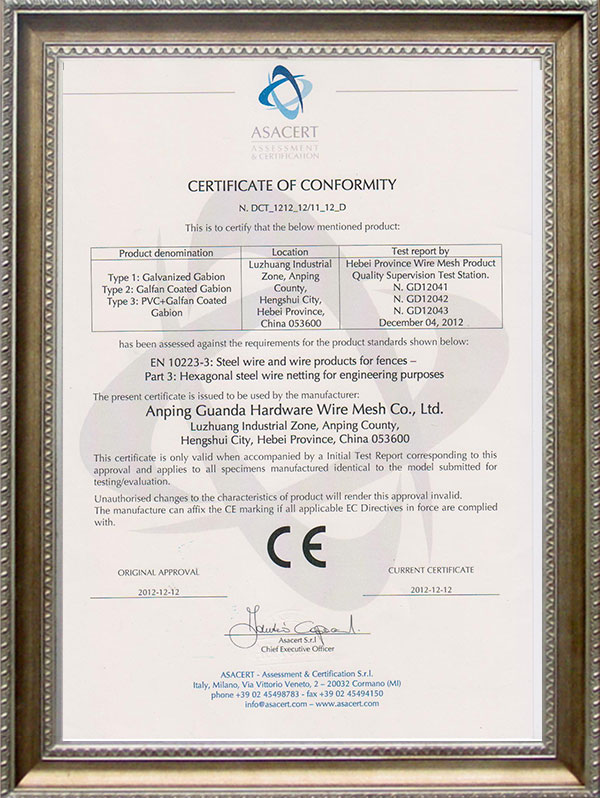 ASACERT
ASSESSMENT
& CERTIFICATION
CERTIFICATE OF CONFORMITY
N. DCT_1212_12/11_12_D
This is to certify that the below mentioned product:
Product denomination
Type 1: Galvanized Gabion
Type 2: Galfan Coated Gabion
Type 3: PVC+Galfan Coated
Gabion
Location
Luzhuang Industrial
Zone, Anping
County,
Hengshui City,
Hebei Province,
China 053600
Test report by
Hebei Province Wire Mesh Product
Quality Supervision Test Station.
N. GD12041
N. GD12042
N. GD12043
December 04, 2012
has been assessed against the requirements for the product standards shown below:
EN 10223-3: Steel wire and wire products for fences –
Part 3: Hexagonal steel wire netting for engineering purposes
The present certificate is issued to be used by the manufacturer:
Anping Guanda Hardware Wire Mesh Co., Ltd.
Luzhuang Industrial Zone, Anping County,
Hengshui City, Hebei Province, China 053600
This certificate is only valid when accompanied by a Initial Test Report corresponding to this
approval and applies to all specimens manufactured identical to the model submitted for
testing/evaluation.
Unauthorised changes to the characteristics of product will render this approval invalid.
The manufacture can affix the CE marking if all applicable EC Directives in force are complied
with.
CE
ORIGINAL APPROVAL
2012-12-12
CURRENT CERTIFICATE
2012-12-12
Asacert S.r.l
Chief Executive Officer
ASACERT - Assessment & Certification S.r.l.
Italy, Milano, Via Vittorio Veneto, 2 – 20032 Cormano (MI)
phone +39 02 45498783 - fax +39 02 45494150
info@asacert.com – www.asacert.com